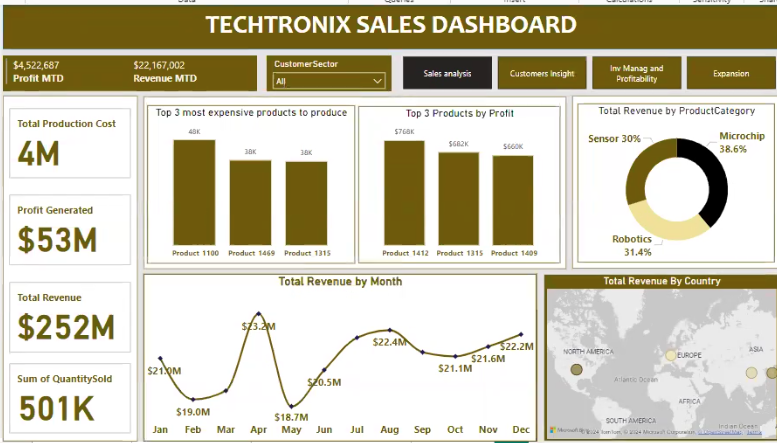 TECHTRONIX SALES DASHBOARD
$4,522,687
Profit MTD
$22,167,002
Revenue MTD
CustomerSector
All
Sales analysis
Customers Insight
Inv Manag and
Profitability
Expansion
Total Production Cost
4M
Profit Generated
$53M
Total Revenue
$252M
Sum of QuantitySold
501K
Top 3 most expensive products to produce
48K
38K
38K
Product 1100
Product 1469
Product 1315
Top 3 Products by Profit
$768K
$682K
$660K
Product 1412
Product 1315
Product 1409
Total Revenue by ProductCategory
Sensor 30%
Microchip
38.6%
Robotics
31.4%
Total Revenue by Month
$21.0M
$19.0M
$23.2M
$18.7M
$20.5M
$22.4M
$21.1M
$21.6M
$22.2M
Jan
Feb
Mar
Apr
May
Jun
Jul
Aug
Sep
Oct
Nov
Dec
Total Revenue By Country
NORTH AMERICA
EUROPE
ASIA
Atlantic Ocean
AFRICA
SOUTH AMERICA
Indian Ocean
© 2024 TomTom, © 2024 Microsoft Corporation